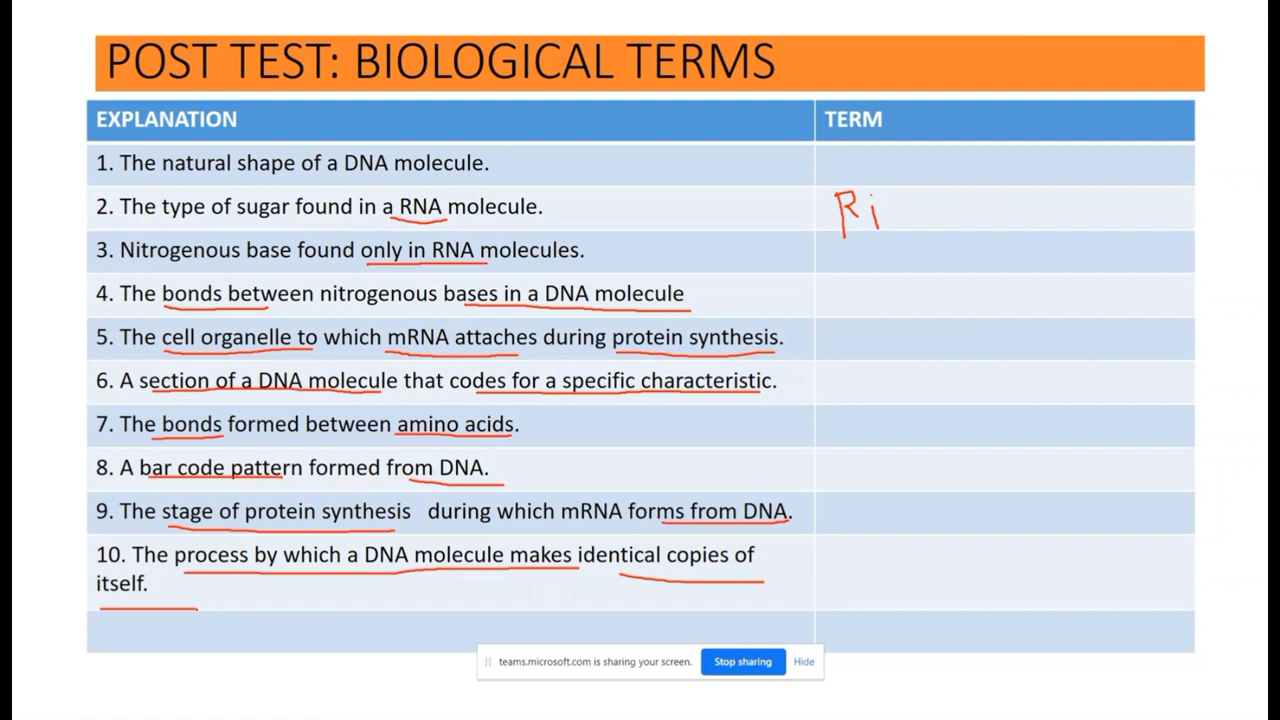 POST TEST: BIOLOGICAL TERMS
EXPLANATION TERM
1. The natural shape of a DNA molecule.
2. The type of sugar found in a RNA molecule. Ri
3. Nitrogenous base found only in RNA molecules.
4. The bonds between nitrogenous bases in a DNA molecule
5. The cell organelle to which mRNA attaches during protein synthesis.
6. A section of a DNA molecule that codes for a specific characteristic.
7. The bonds formed between amino acids.
8. A bar code pattern formed from DNA.
9. The stage of protein synthesis during which mRNA forms from DNA.
10. The process by which a DNA molecule makes identical copies of
itself.
teams.microsoft.com is sharing your screen. Stop sharing Hide